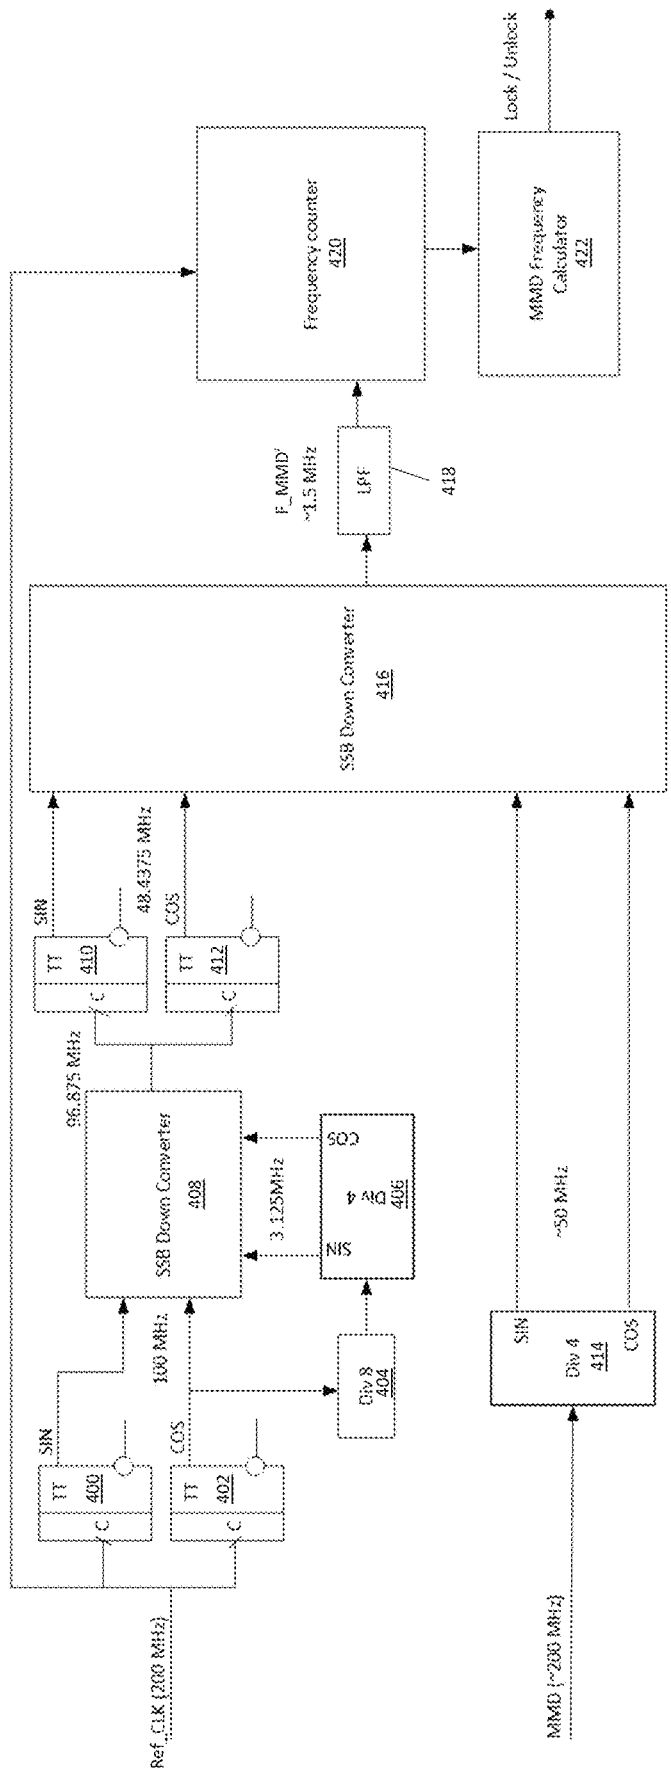 Ref_CLK (200 MHz)
C
TT
400
SIN
C
TT
402
COS
100 MHz
Div 8
404
SIN
Div 4
406
COS
3.125MHz
SSB Down Converter
408
96.875 MHz
C
TT
410
SIN
48.4375 MHz
C
TT
412
COS
MMD (~200 MHz)
Div 4
414
SIN
COS
~50 MHz
SSB Down Converter
416
F_MMD'
~1.5 MHz
LPF
418
Frequency counter
420
MMD Frequency
Calculator
422
Lock / Unlock